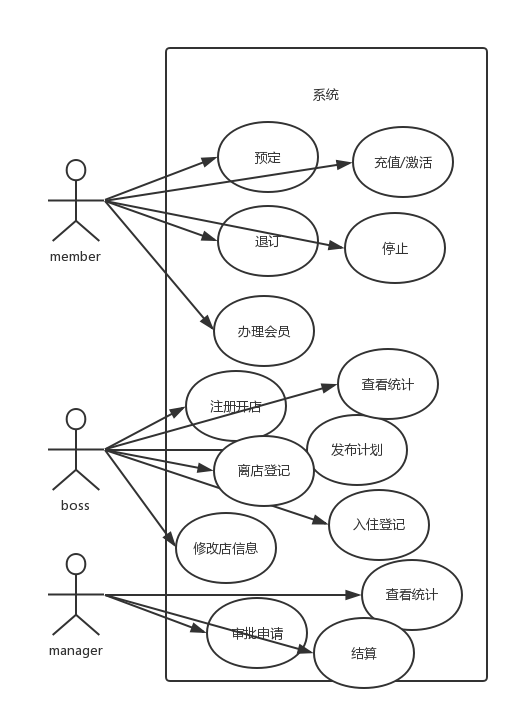 系统
预定
充值/激活
退订
停止
member
办理会员
查看统计
注册开店
发布计划
离店登记
boss
入住登记
修改店信息
查看统计
审批申请
manager
结算